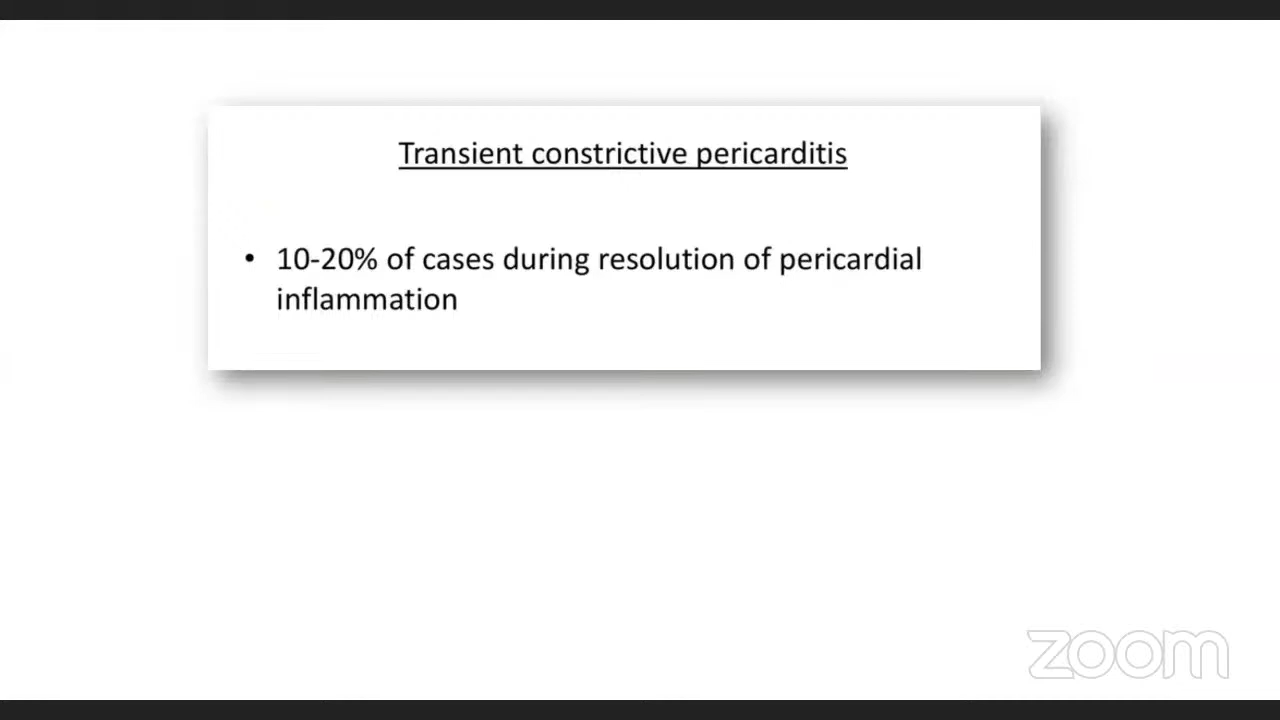 Transient constrictive pericarditis
• 10-20% of cases during resolution of pericardial
inflammation
zoom